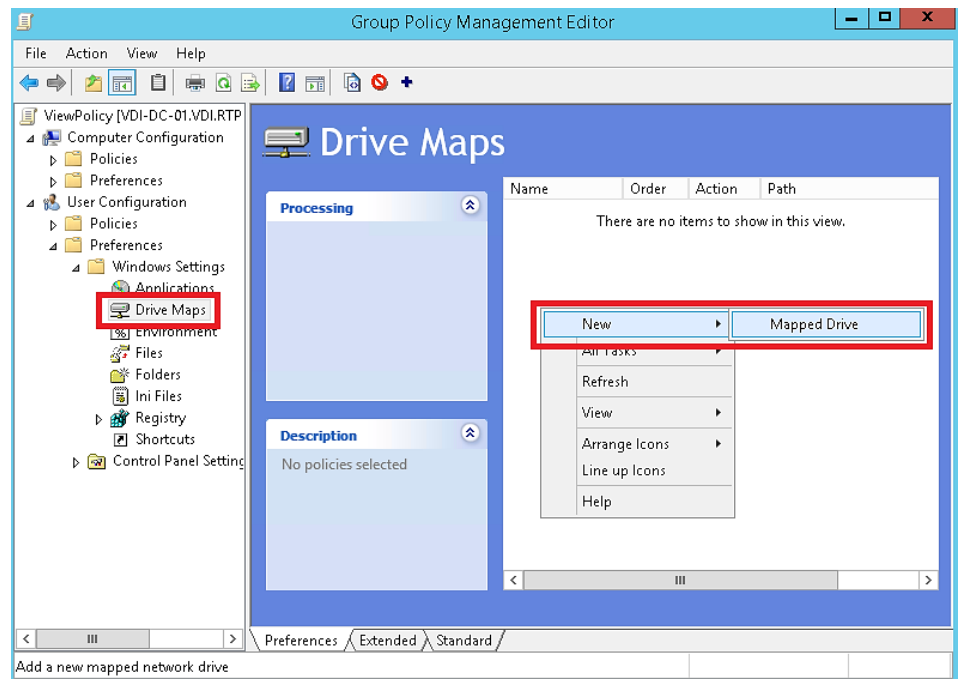 Group Policy Management Editor
File Action View Help
ViewPolicy [VDI-DC-01.VDI.RTP
Computer Configuration
Policies
Preferences
User Configuration
Policies
Preferences
Windows Settings
Applications
Drive Maps
Environment
Files
Folders
Ini Files
Registry
Shortcuts
Control Panel Setting
Drive Maps
Processing
Description
No policies selected
Name Order Action Path
There are no items to show in this view.
New
Mapped Drive
All Tasks
Refresh
View
Arrange Icons
Line up Icons
Help
Preferences Extended Standard
Add a new mapped network drive